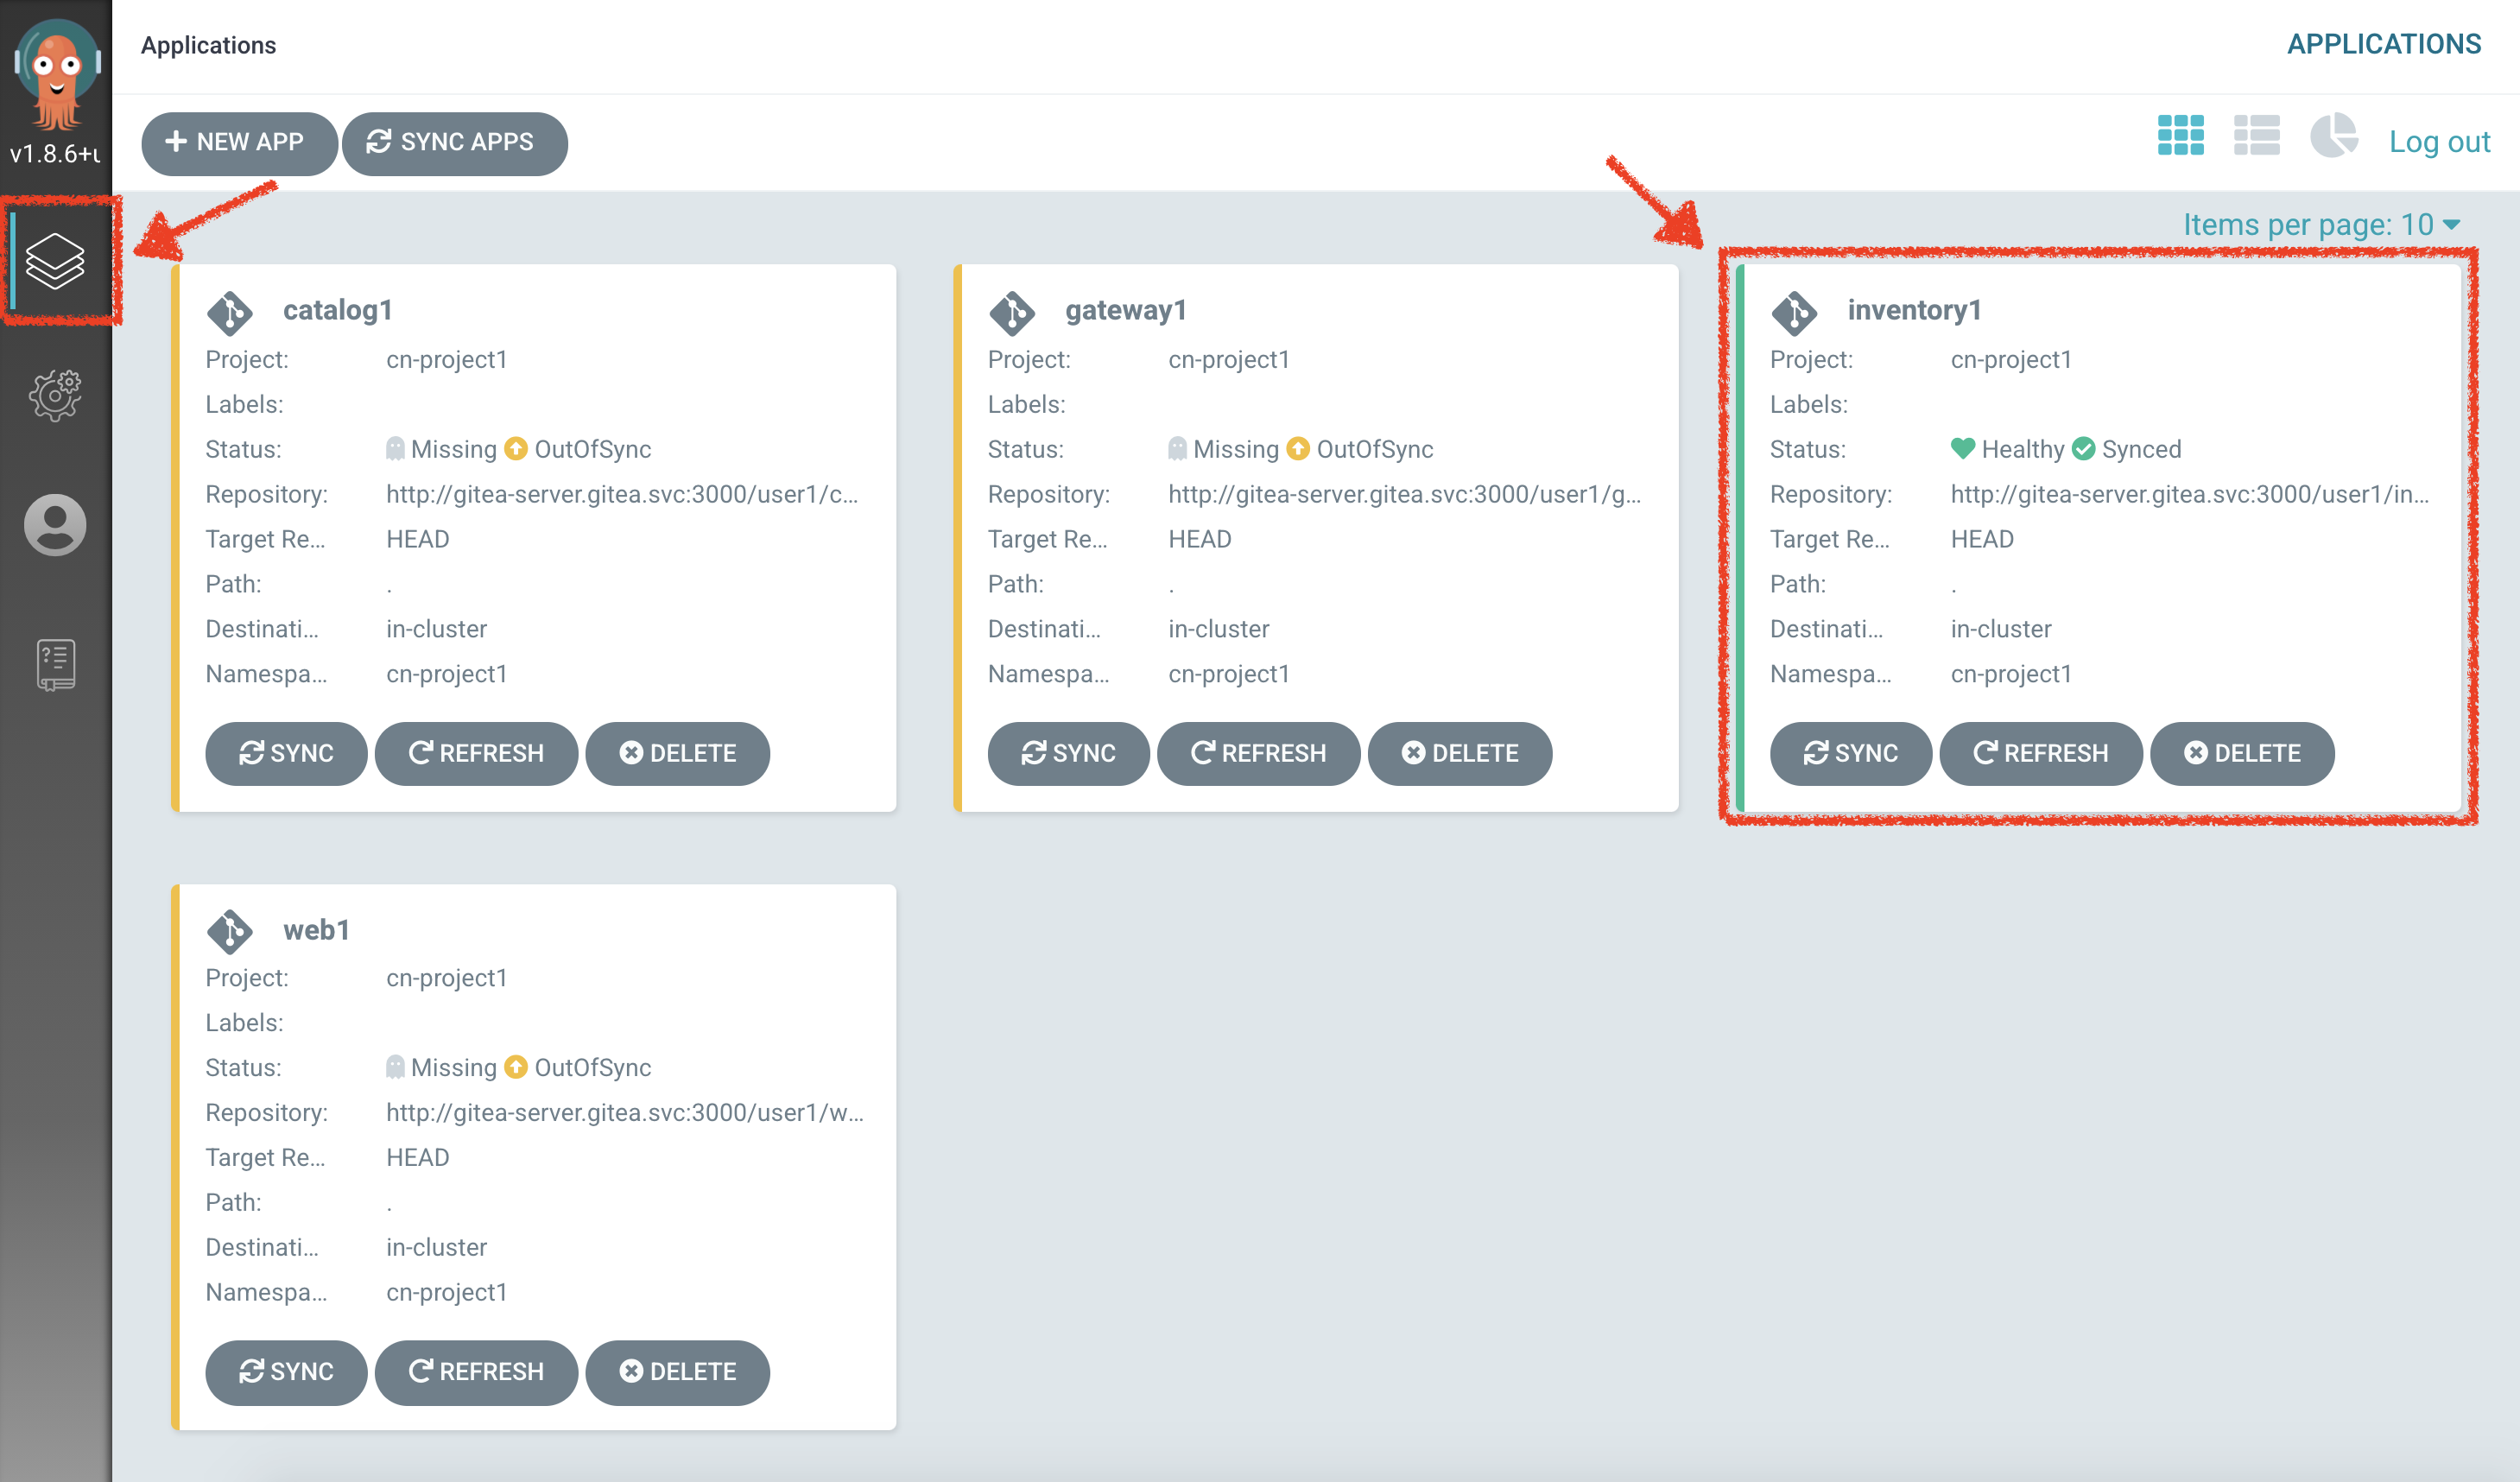 Applications
APPLICATIONS
NEW APP
SYNC APPS
Log out
v1.8.6+u
Items per page: 10
catalog1
Project: cn-project1
Labels:
Status: Missing OutOfSync
Repository: http://gitea-server.gitea.svc:3000/user1/c...
Target Re... HEAD
Path: .
Destinati... in-cluster
Namespa... cn-project1
SYNC REFRESH DELETE
gateway1
Project: cn-project1
Labels:
Status: Missing OutOfSync
Repository: http://gitea-server.gitea.svc:3000/user1/g...
Target Re... HEAD
Path: .
Destinati... in-cluster
Namespa... cn-project1
SYNC REFRESH DELETE
inventory1
Project: cn-project1
Labels:
Status: Healthy Synced
Repository: http://gitea-server.gitea.svc:3000/user1/in...
Target Re... HEAD
Path: .
Destinati... in-cluster
Namespa... cn-project1
SYNC REFRESH DELETE
web1
Project: cn-project1
Labels:
Status: Missing OutOfSync
Repository: http://gitea-server.gitea.svc:3000/user1/w...
Target Re... HEAD
Path: .
Destinati... in-cluster
Namespa... cn-project1
SYNC REFRESH DELETE